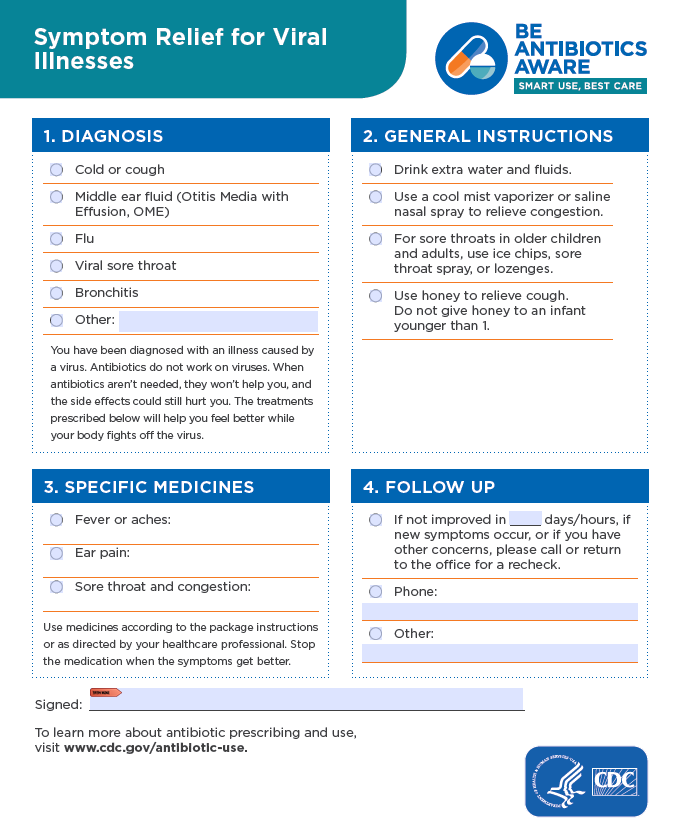 Symptom Relief for Viral
Illnesses
BE
ANTIBIOTICS
AWARE
SMART USE, BEST CARE
1. DIAGNOSIS
Cold or cough
Middle ear fluid (Otitis Media with
Effusion, OME)
Flu
Viral sore throat
Bronchitis
Other:
You have been diagnosed with an illness caused by
a virus. Antibiotics do not work on viruses. When
antibiotics aren't needed, they won't help you, and
the side effects could still hurt you. The treatments
prescribed below will help you feel better while
your body fights off the virus.
2. GENERAL INSTRUCTIONS
Drink extra water and fluids.
Use a cool mist vaporizer or saline
nasal spray to relieve congestion.
For sore throats in older children
and adults, use ice chips, sore
throat spray, or lozenges.
Use honey to relieve cough.
Do not give honey to an infant
younger than 1.
3. SPECIFIC MEDICINES
Fever or aches:
Ear pain:
Sore throat and congestion:
Use medicines according to the package instructions
or as directed by your healthcare professional. Stop
the medication when the symptoms get better.
4. FOLLOW UP
If not improved in ____ days/hours, if
new symptoms occur, or if you have
other concerns, please call or return
to the office for a recheck.
Phone:
Other:
Signed:
To learn more about antibiotic prescribing and use,
visit www.cdc.gov/antibiotic-use.
CDC